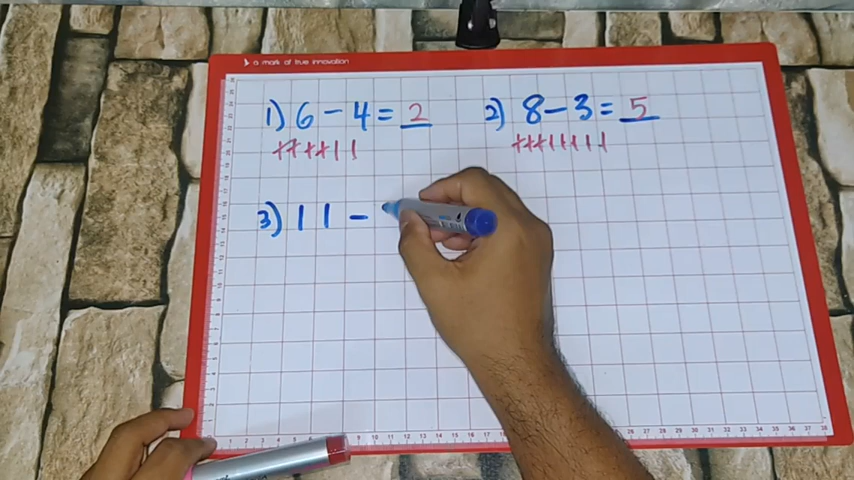 a mark of true innovation
1) 6 - 4 = 2 2) 8 - 3 = 5
3) 11 -